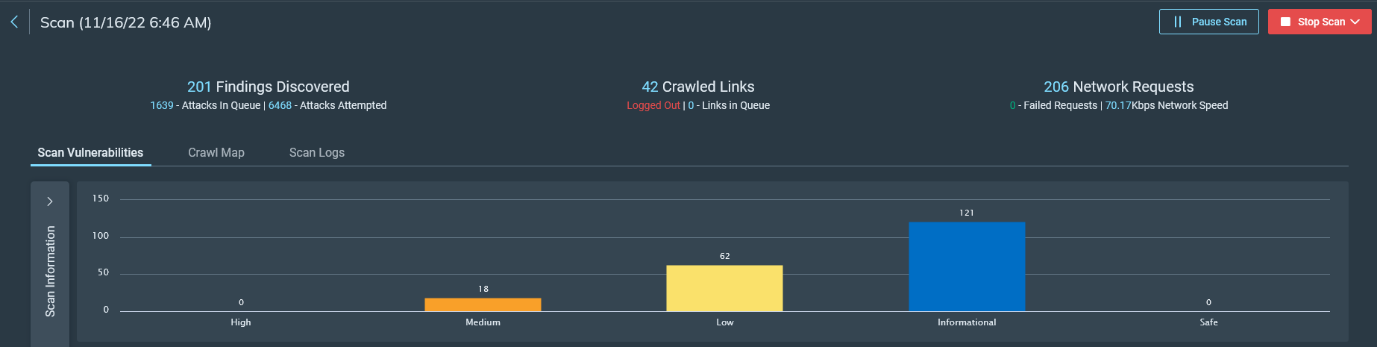 Scan (11/16/22 6:46 AM)
Pause Scan
Stop Scan
201 Findings Discovered
1639 - Attacks In Queue | 6468 - Attacks Attempted
42 Crawled Links
Logged Out | 0 - Links in Queue
206 Network Requests
0 - Failed Requests | 70.17Kbps Network Speed
Scan Vulnerabilities
Crawl Map
Scan Logs
Scan Information
150
100
50
0
0
18
62
121
0
High
Medium
Low
Informational
Safe